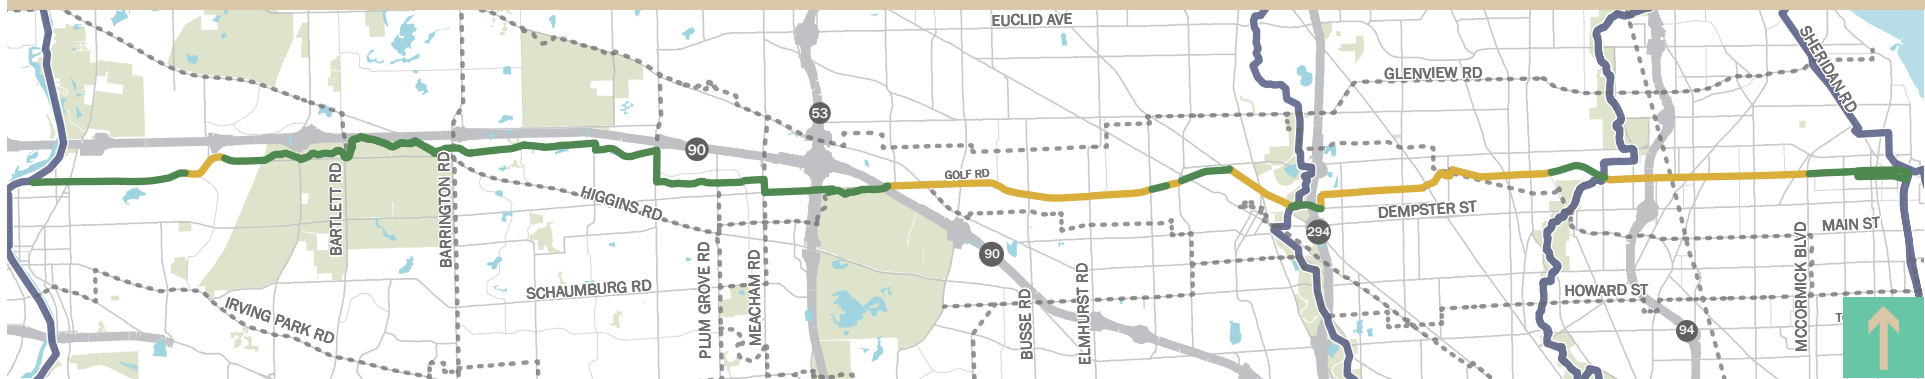 EUCLID AVE
SHERIDAN RD
GLENVIEW RD
53
90
GOLF RD
BARTLETT RD
BARRINGTON RD
HIGGINS RD
DEMPSTER ST
MAIN ST
294
90
PLUM GROVE RD
MEACHAM RD
SCHAUMBURG RD
IRVING PARK RD
BUSSE RD
ELMHURST RD
MCCORMICK BLVD
HOWARD ST
94